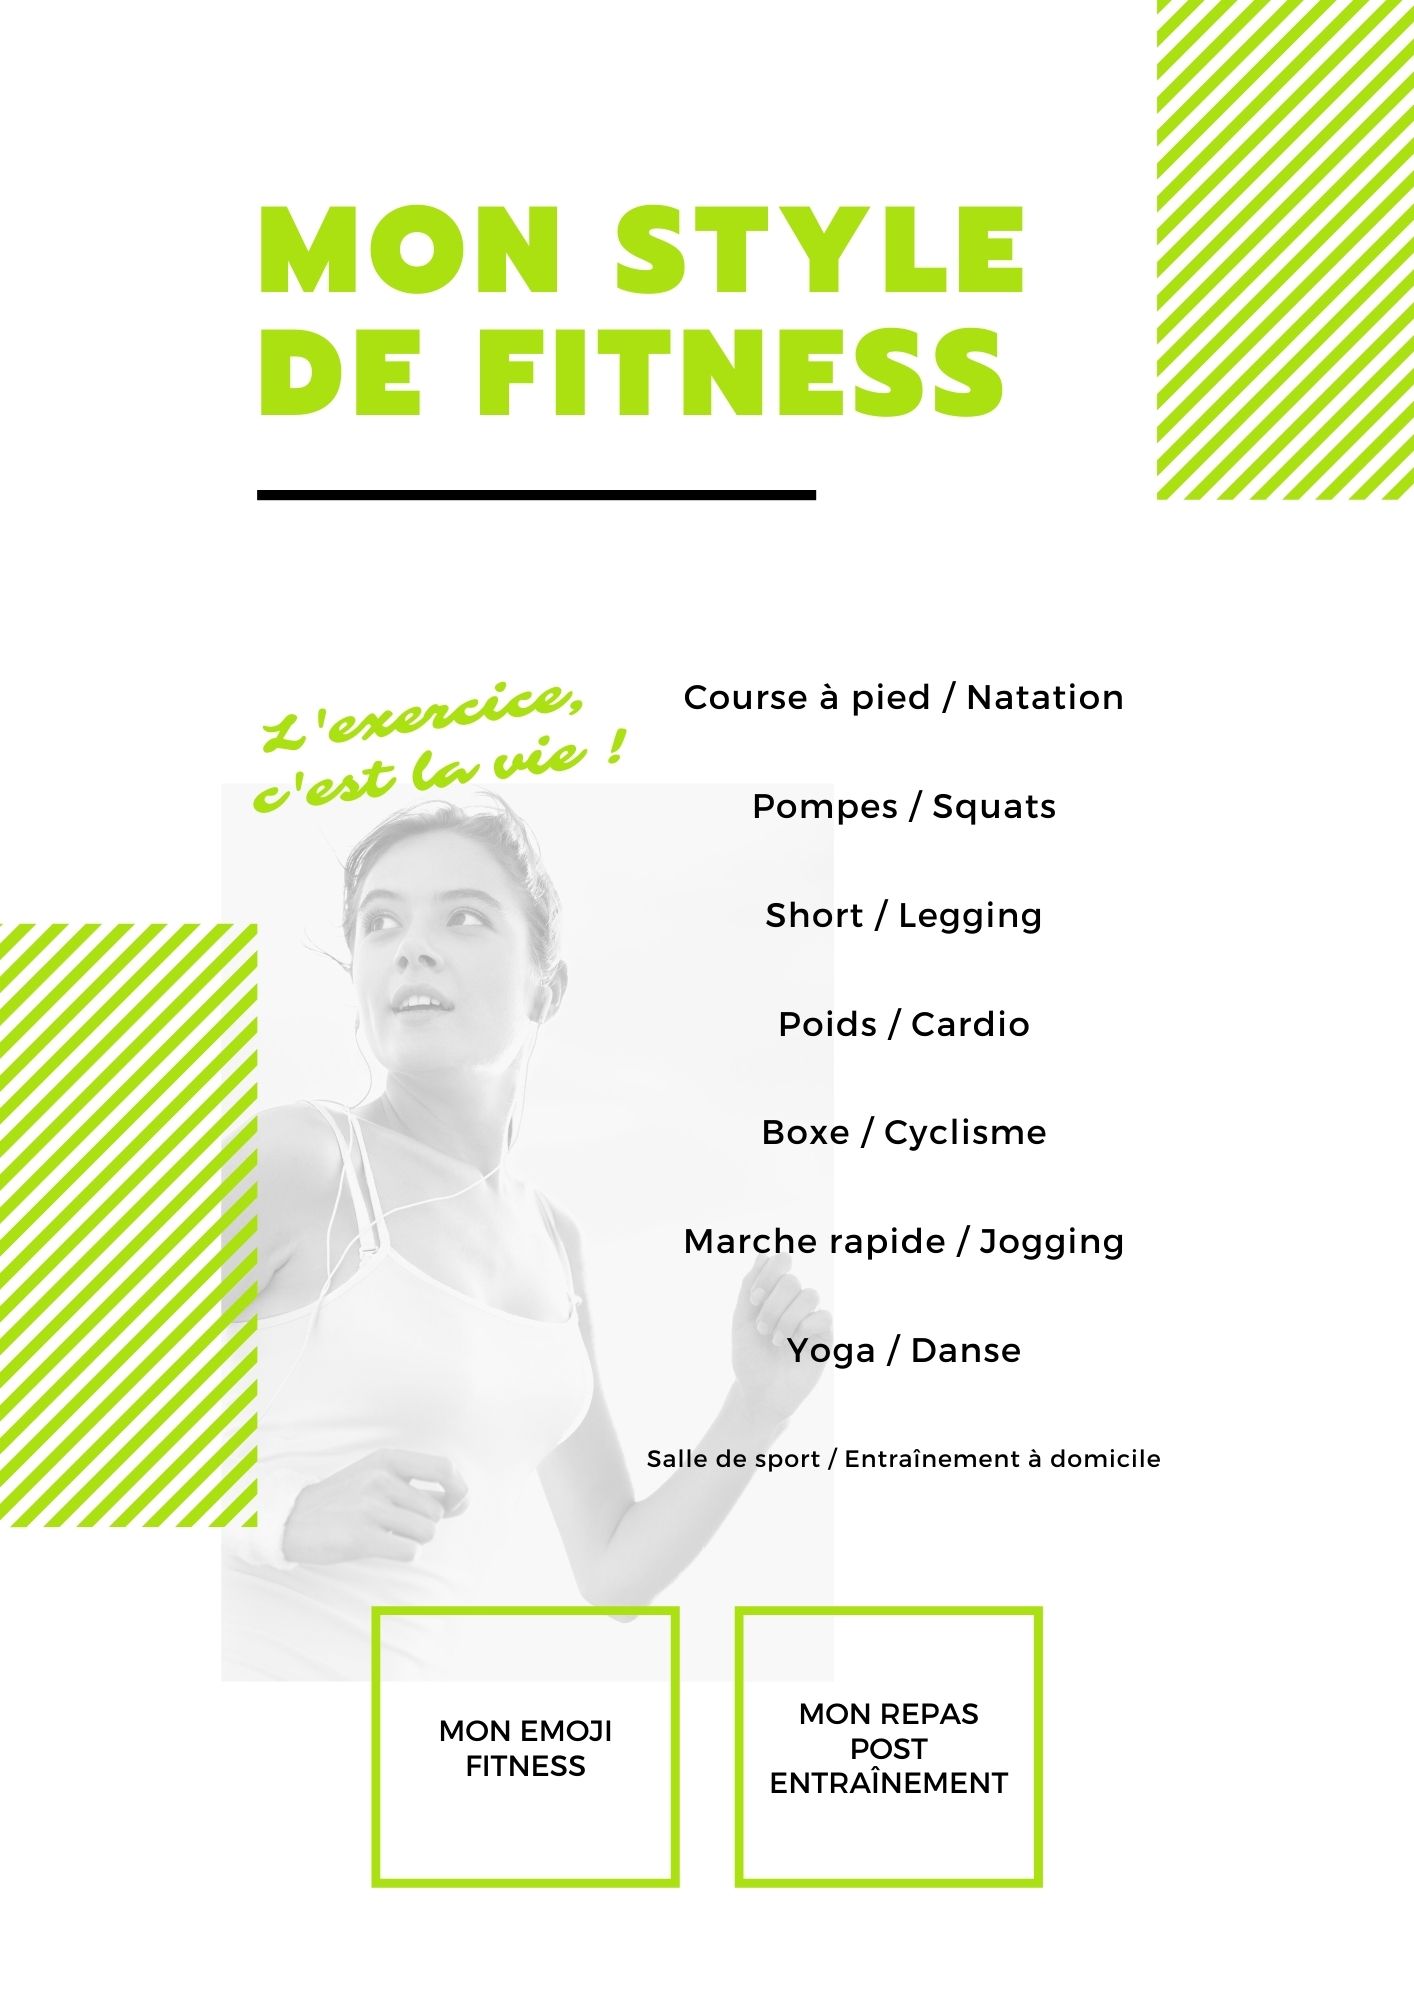 MON STYLE
DE FITNESS
L'exercice,
c'est la vie !
Course à pied / Natation
Pompes / Squats
Short / Legging
Poids / Cardio
Boxe / Cyclisme
Marche rapide / Jogging
Yoga / Danse
Salle de sport / Entraînement à domicile
MON EMOJI
FITNESS
MON REPAS
POST
ENTRAÎNEMENT